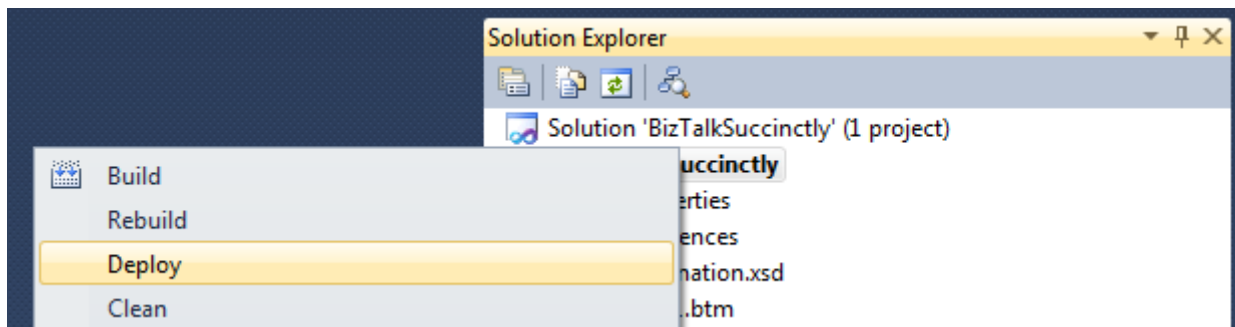 Solution Explorer
Solution 'BizTalkSuccinctly' (1 project)
Build
uccinctly
erties
Rebuild
ences
Deploy
nation.xsd
Clean
.btm